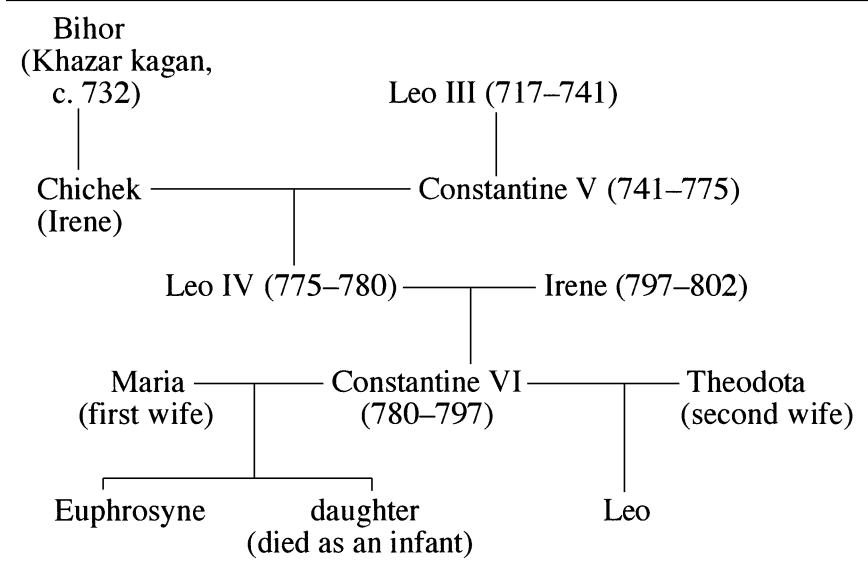 Bihor
(Khazar kagan,
c. 732)
Leo III (717–741)
Chichek
(Irene)
Constantine V (741–775)
Leo IV (775–780)
Irene (797–802)
Maria
(first wife)
Constantine VI
(780–797)
Theodota
(second wife)
Euphrosyne
daughter
(died as an infant)
Leo